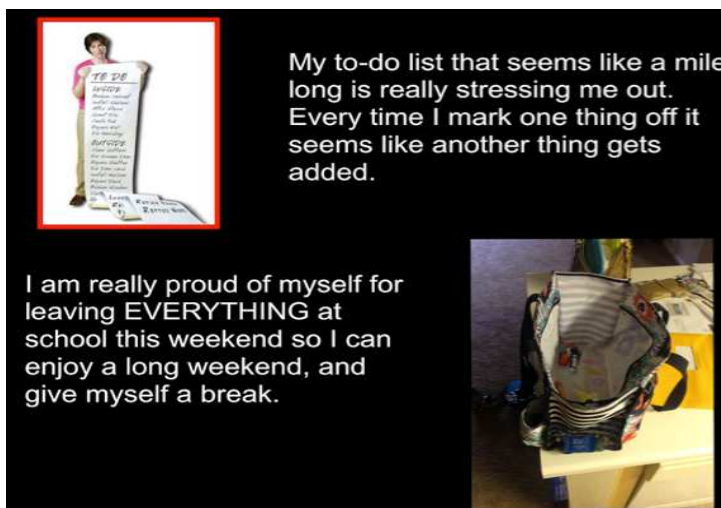 TO DO
INSIDE
OUTSIDE
My to-do list that seems like a mile
long is really stressing me out.
Every time I mark one thing off it
seems like another thing gets
added.
I am really proud of myself for
leaving EVERYTHING at
school this weekend so I can
enjoy a long weekend, and
give myself a break.